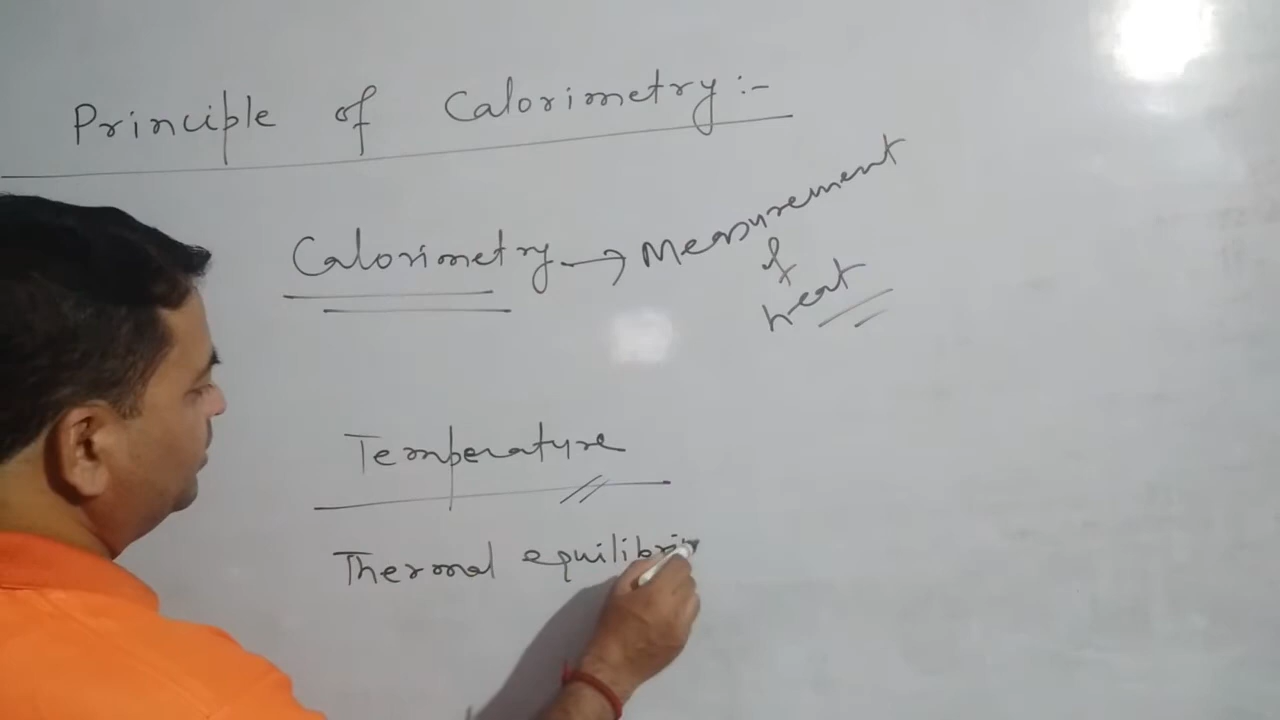 Principle of Calorimetry :-
Calorimetry → Measurement
of
heat
Temperature
Thermal equilibri